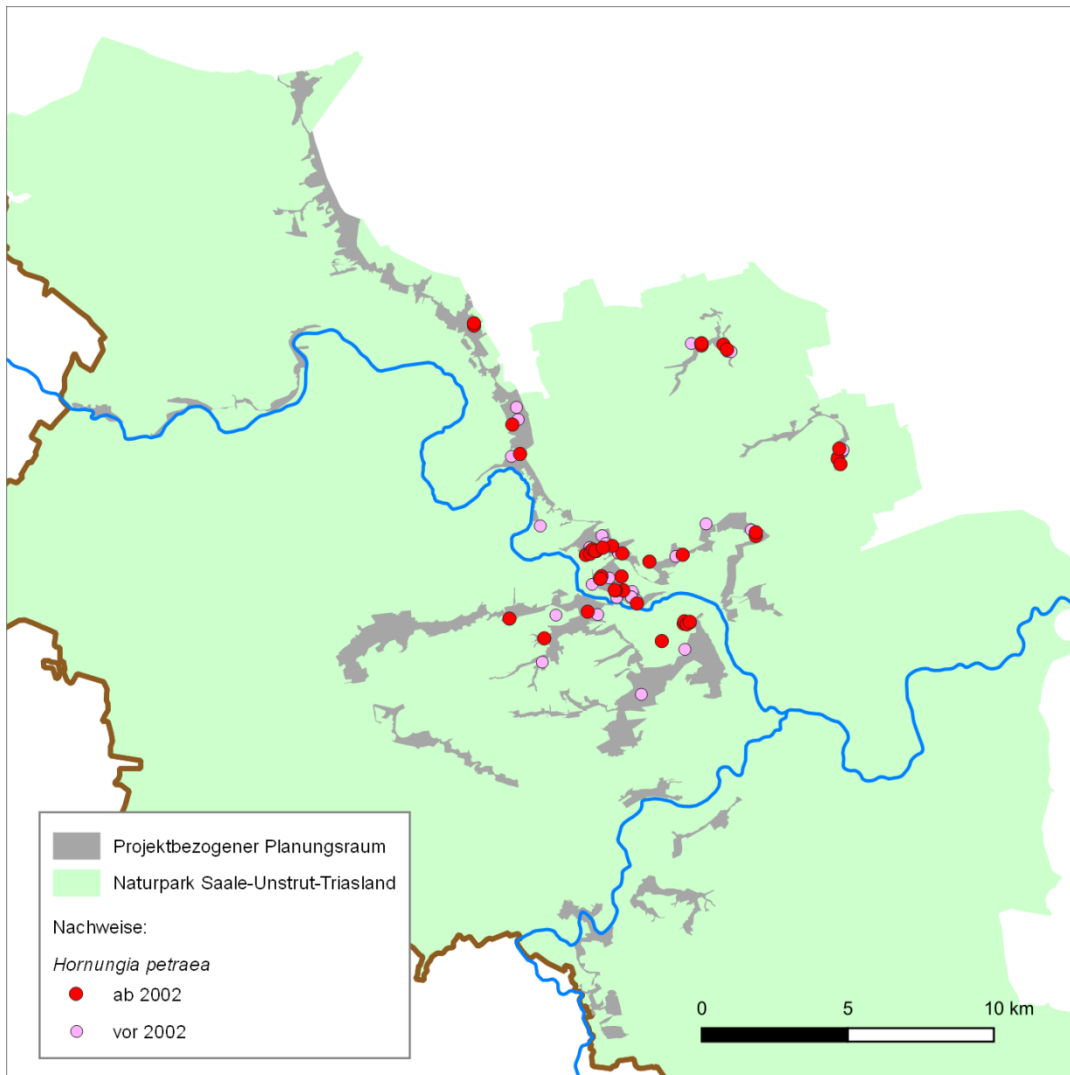 Projektbezogener Planungsraum
Naturpark Saale-Unstrut-Triasland
Nachweise:
Hornungia petraea
ab 2002
vor 2002
0 5 10 km